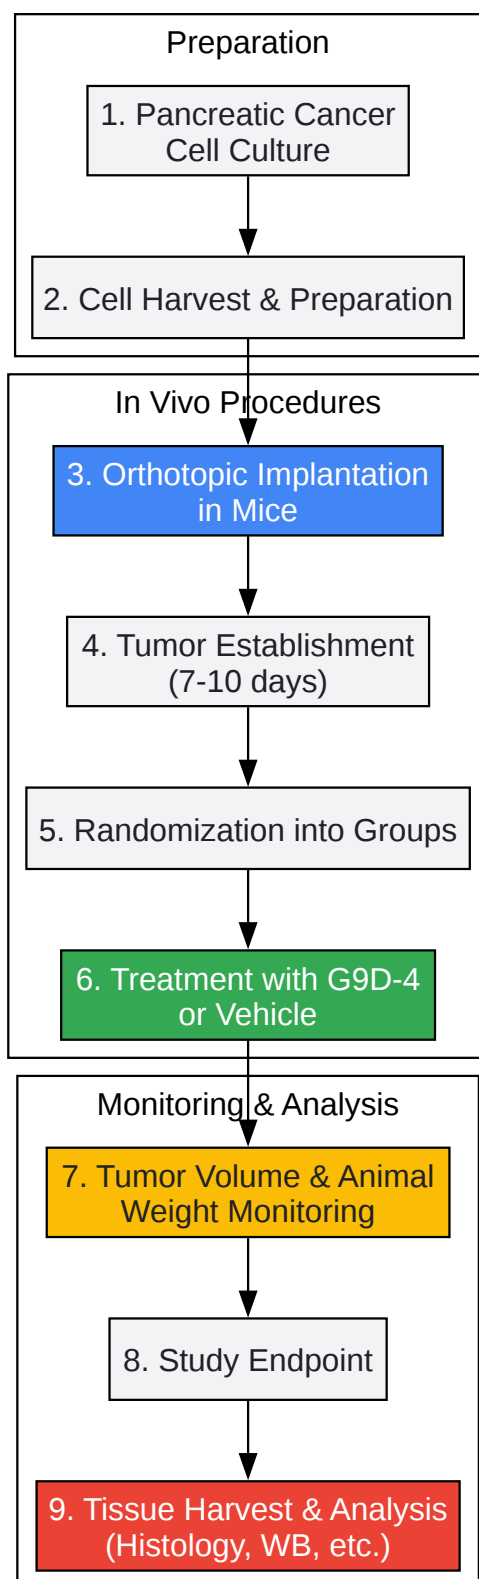 Preparation
1. Pancreatic Cancer
Cell Culture
2. Cell Harvest & Preparation
In Vivo Procedures
3. Orthotopic Implantation
in Mice
4. Tumor Establishment
(7-10 days)
5. Randomization into Groups
6. Treatment with G9D-4
or Vehicle
Monitoring & Analysis
7. Tumor Volume & Animal
Weight Monitoring
8. Study Endpoint
9. Tissue Harvest & Analysis
(Histology, WB, etc.)